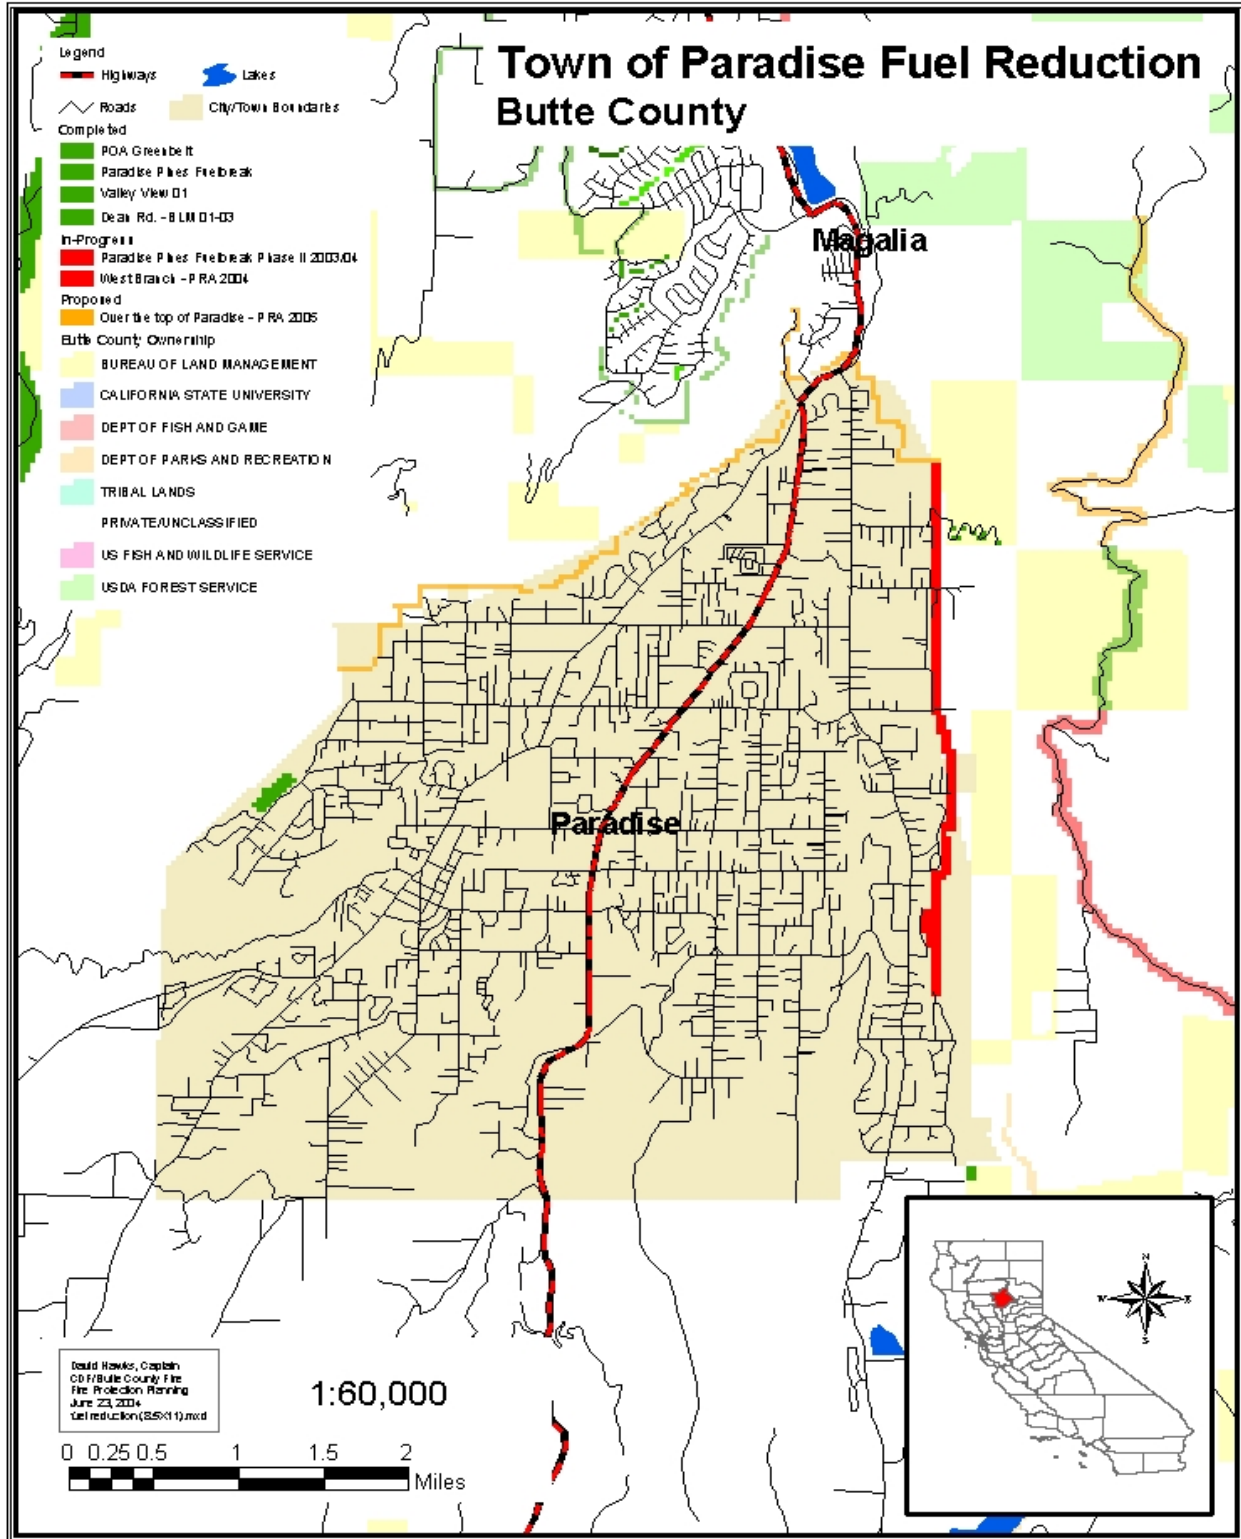 Town of Paradise Fuel Reduction
Butte County
Legend
Highways
Lakes
Roads
City/Town Boundaries
Completed
POA Greenbelt
Paradise Pines Fuelbreak
Valley View 01
Dean Rd. - BLM 01-03
In-Progress
Paradise Pines Fuelbreak Phase II 2003/04
West Branch - PRA 2004
Proposed
Over the top of Paradise - PRA 2005
Butte County Ownership
BUREAU OF LAND MANAGEMENT
CALIFORNIA STATE UNIVERSITY
DEPT OF FISH AND GAME
DEPT OF PARKS AND RECREATION
TRIBAL LANDS
PRIVATE/UNCLASSIFIED
US FISH AND WILDLIFE SERVICE
USDA FOREST SERVICE
Magalia
Paradise
N
W E
S
David Hawks, Captain
CDF/Butte County Fire
Fire Protection Planning
June 23, 2004
fuel reduction (8.5X11).mxd
1:60,000
0 0.25 0.5 1 1.5 2
Miles